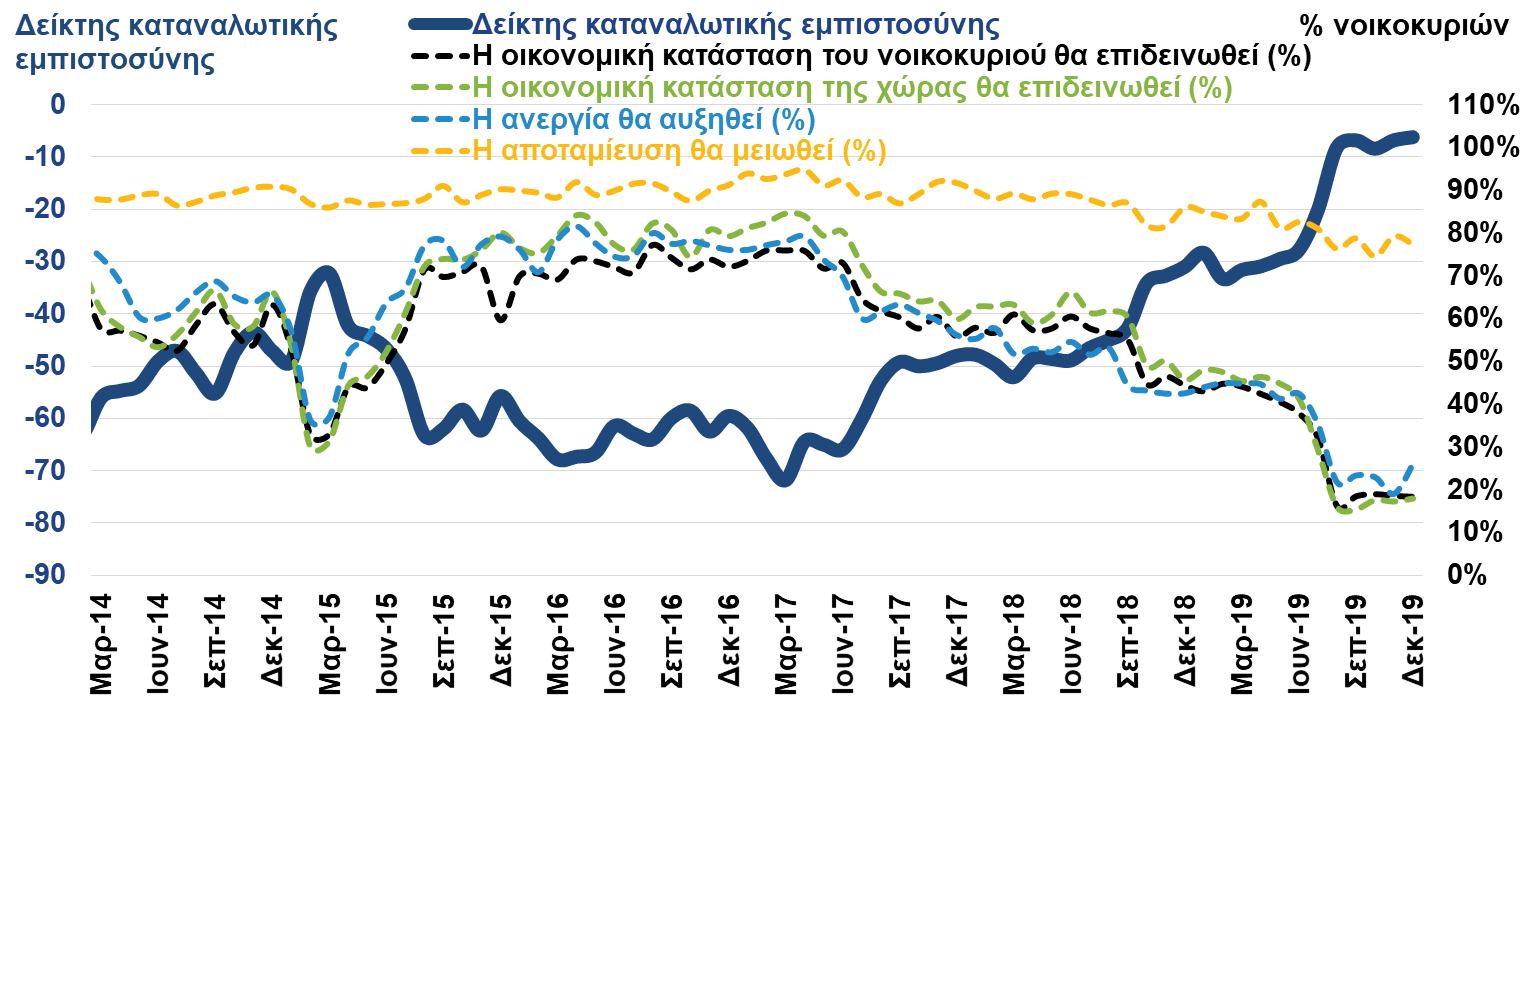 Δείκτης καταναλωτικής
εμπιστοσύνης
% νοικοκυριών
Δείκτης καταναλωτικής εμπιστοσύνης
Η οικονομική κατάσταση του νοικοκυριού θα επιδεινωθεί (%)
Η οικονομική κατάσταση της χώρας θα επιδεινωθεί (%)
Η ανεργία θα αυξηθεί (%)
Η αποταμίευση θα μειωθεί (%)
0
-10
-20
-30
-40
-50
-60
-70
-80
-90
110%
100%
90%
80%
70%
60%
50%
40%
30%
20%
10%
0%
Μαρ-14
Ιουν-14
Σεπ-14
Δεκ-14
Μαρ-15
Ιουν-15
Σεπ-15
Δεκ-15
Μαρ-16
Ιουν-16
Σεπ-16
Δεκ-16
Μαρ-17
Ιουν-17
Σεπ-17
Δεκ-17
Μαρ-18
Ιουν-18
Σεπ-18
Δεκ-18
Μαρ-19
Ιουν-19
Σεπ-19
Δεκ-19